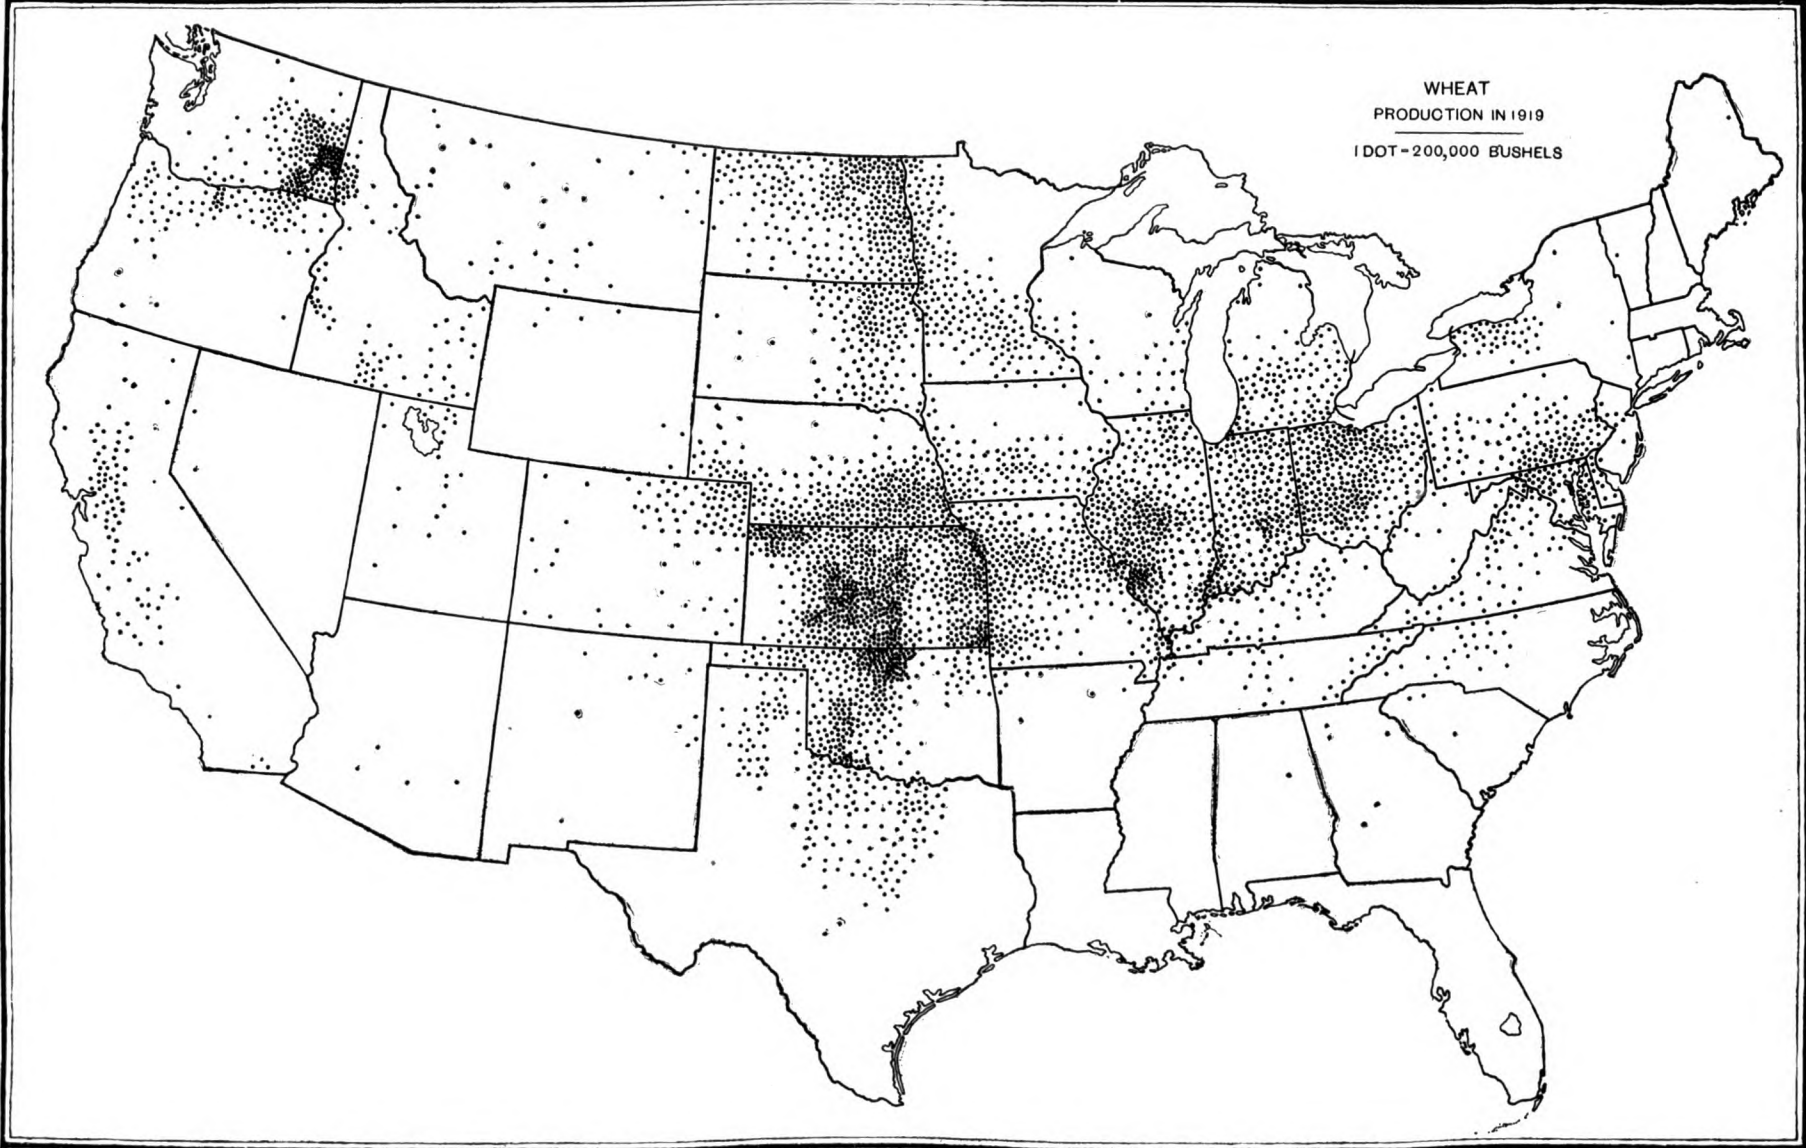 WHEAT
PRODUCTION IN 1919
1 DOT=200,000 BUSHELS